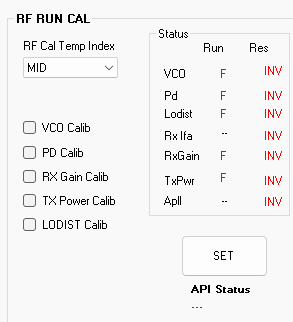 RF RUN CAL
RF Cal Temp Index
MID
VCO Calib
PD Calib
RX Gain Calib
TX Power Calib
LODIST Calib
Status
Run Res
VCO F INV
Pd F INV
Lodist F INV
Rx Ifa -- INV
RxGain F INV
TxPwr F INV
Apll -- INV
SET
API Status
---